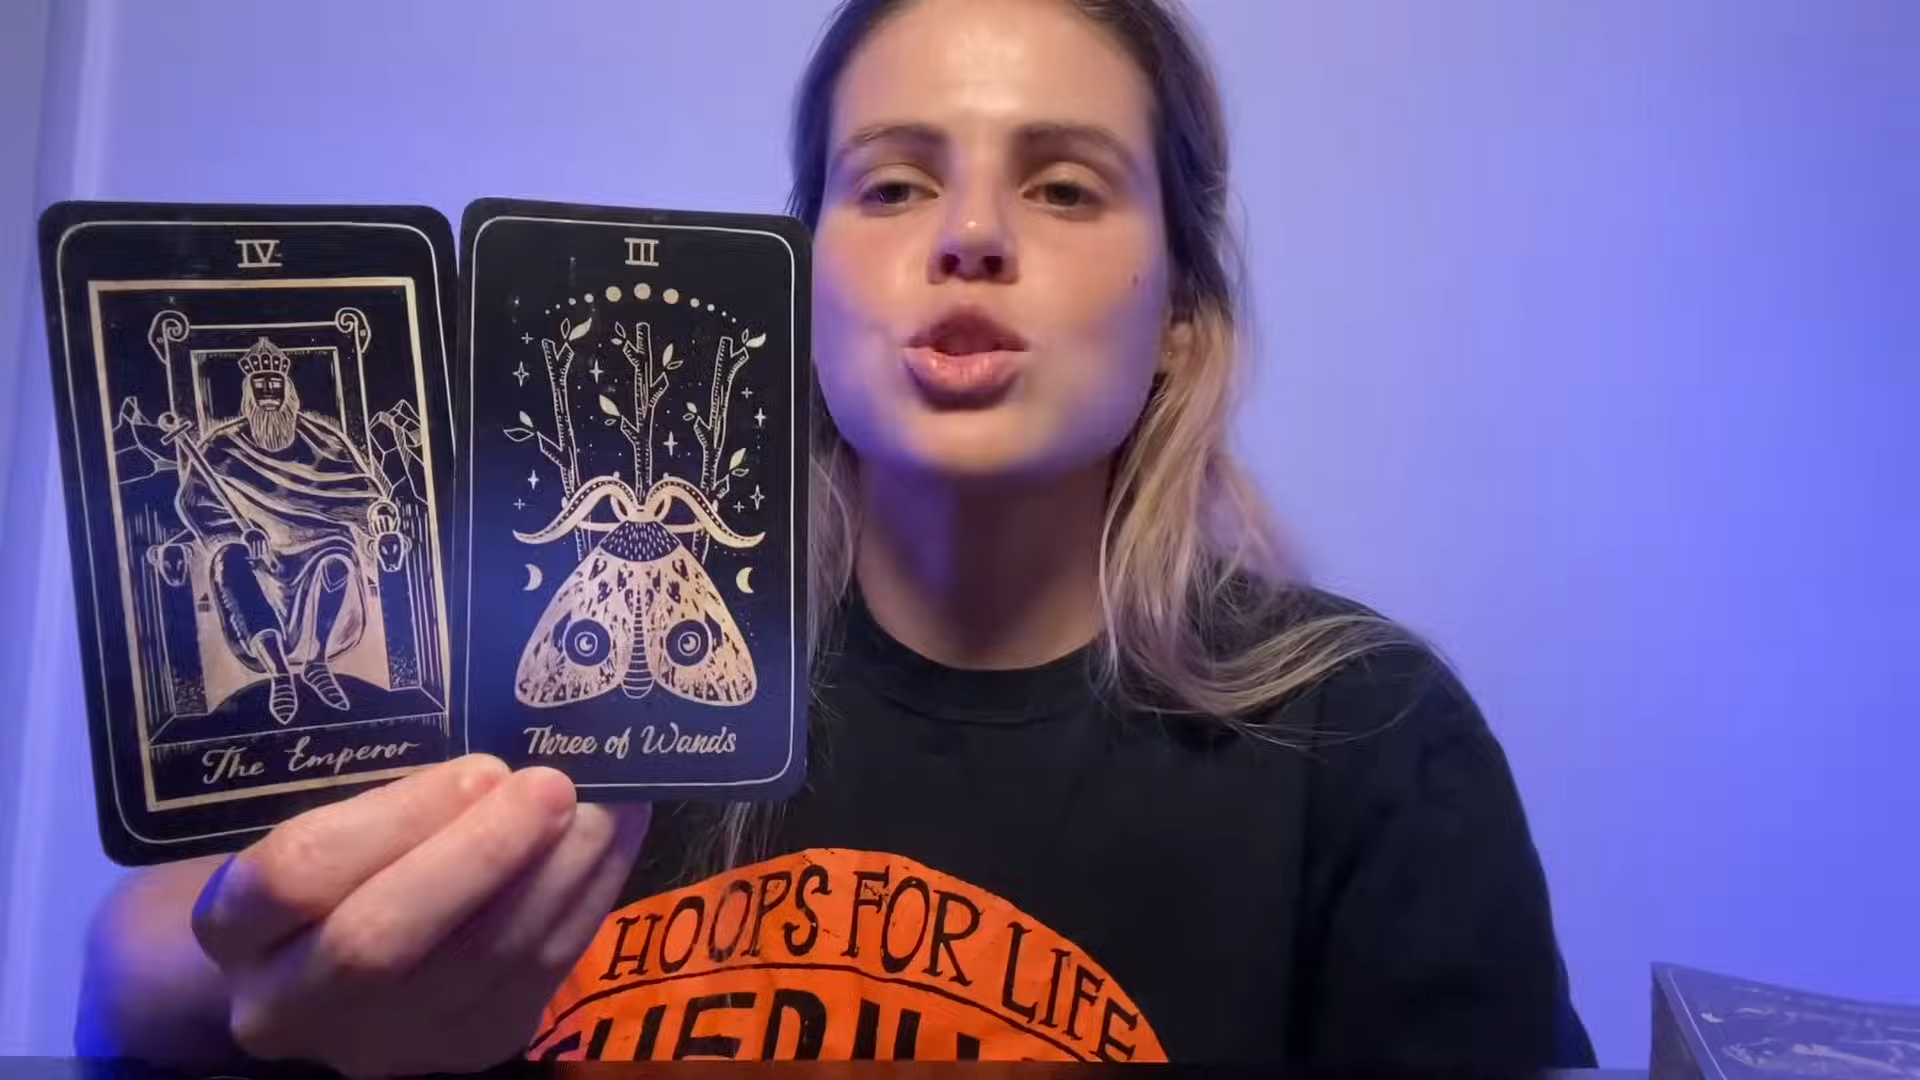 IV
The Emperor
III
Three of Wands
HOOPS FOR LIFE